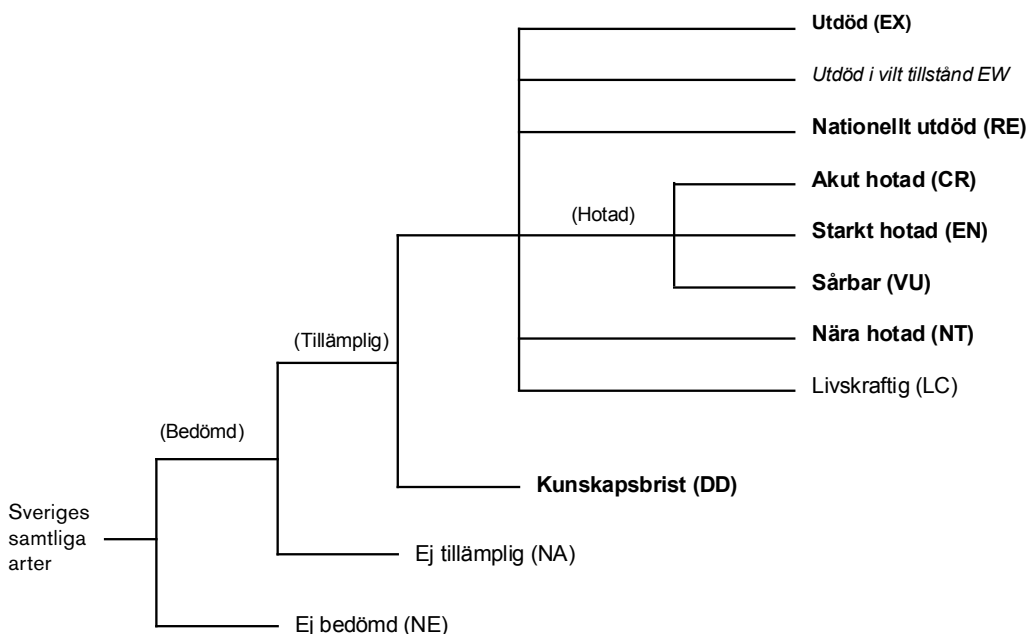 Utdöd (EX)
Utdöd i vilt tillstånd EW
Nationellt utdöd (RE)
Akut hotad (CR)
(Hotad)
Starkt hotad (EN)
Sårbar (VU)
Nära hotad (NT)
(Tillämplig)
Livskraftig (LC)
(Bedömd)
Kunskapsbrist (DD)
Sveriges
samtliga
arter
Ej tillämplig (NA)
Ej bedömd (NE)